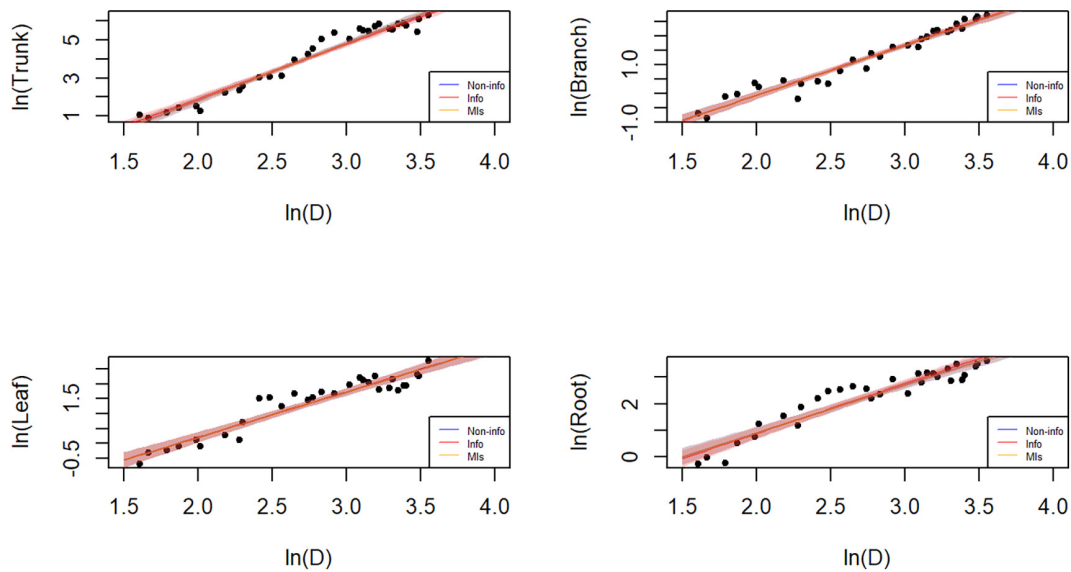 ln(Trunk)
5
3
1
Non-info
Info
MIs
1.5 2.0 2.5 3.0 3.5 4.0
ln(D)
ln(Branch)
1.0
-1.0
Non-info
Info
MIs
1.5 2.0 2.5 3.0 3.5 4.0
ln(D)
ln(Leaf)
1.5
-0.5
Non-info
Info
MIs
1.5 2.0 2.5 3.0 3.5 4.0
ln(D)
ln(Root)
2
0
Non-info
Info
MIs
1.5 2.0 2.5 3.0 3.5 4.0
ln(D)